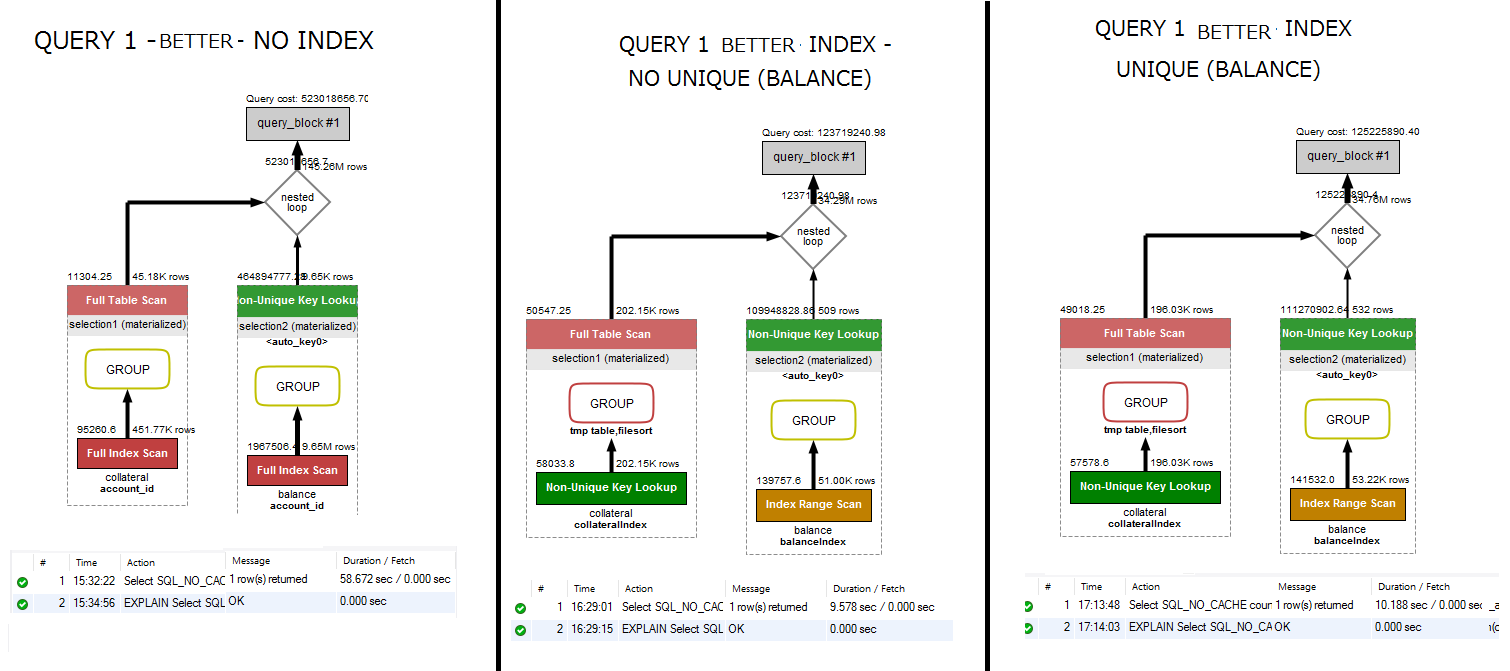 QUERY 1 - BETTER - NO INDEX
Query cost: 523018656.70
query_block #1
145.26M rows
nested
loop
11304.25 45.18K rows
9.65K rows
Full Table Scan
Non-Unique Key Lookup
selection1 (materialized)
selection2 (materialized)
<auto_key0>
GROUP
GROUP
95260.6 451.77K rows
9.65M rows
Full Index Scan
Full Index Scan
collateral
account_id
balance
account_id
# Time Action Message Duration / Fetch
1 15:32:22 Select SQL_NO_CAC 1 row(s) returned 58.672 sec / 0.000 sec
2 15:34:56 EXPLAIN Select SQL OK 0.000 sec
QUERY 1 BETTER INDEX -
NO UNIQUE (BALANCE)
Query cost: 123719240.98
query_block #1
34.29M rows
nested
loop
50547.25 202.15K rows
109948828.86 509 rows
Full Table Scan
Non-Unique Key Lookup
selection1 (materialized)
selection2 (materialized)
<auto_key0>
GROUP
tmp table,filesort
GROUP
58033.8 202.15K rows
139757.6 51.00K rows
Non-Unique Key Lookup
Index Range Scan
collateral
collateralIndex
balance
balanceIndex
# Time Action Message Duration / Fetch
1 16:29:01 Select SQL_NO_CAC 1 row(s) returned 9.578 sec / 0.000 sec
2 16:29:15 EXPLAIN Select SQL OK 0.000 sec
QUERY 1 BETTER INDEX
UNIQUE (BALANCE)
Query cost: 125225890.40
query_block #1
34.76M rows
nested
loop
49018.25 196.03K rows
111270902.64 532 rows
Full Table Scan
Non-Unique Key Lookup
selection1 (materialized)
selection2 (materialized)
<auto_key0>
GROUP
tmp table,filesort
GROUP
57578.6 196.03K rows
141532.0 53.22K rows
Non-Unique Key Lookup
Index Range Scan
collateral
collateralIndex
balance
balanceIndex
# Time Action Message Duration / Fetch
1 17:13:48 Select SQL_NO_CACHE coun 1 row(s) returned 10.188 sec / 0.000 sec
2 17:14:03 EXPLAIN Select SQL_NO_CA OK 0.000 sec